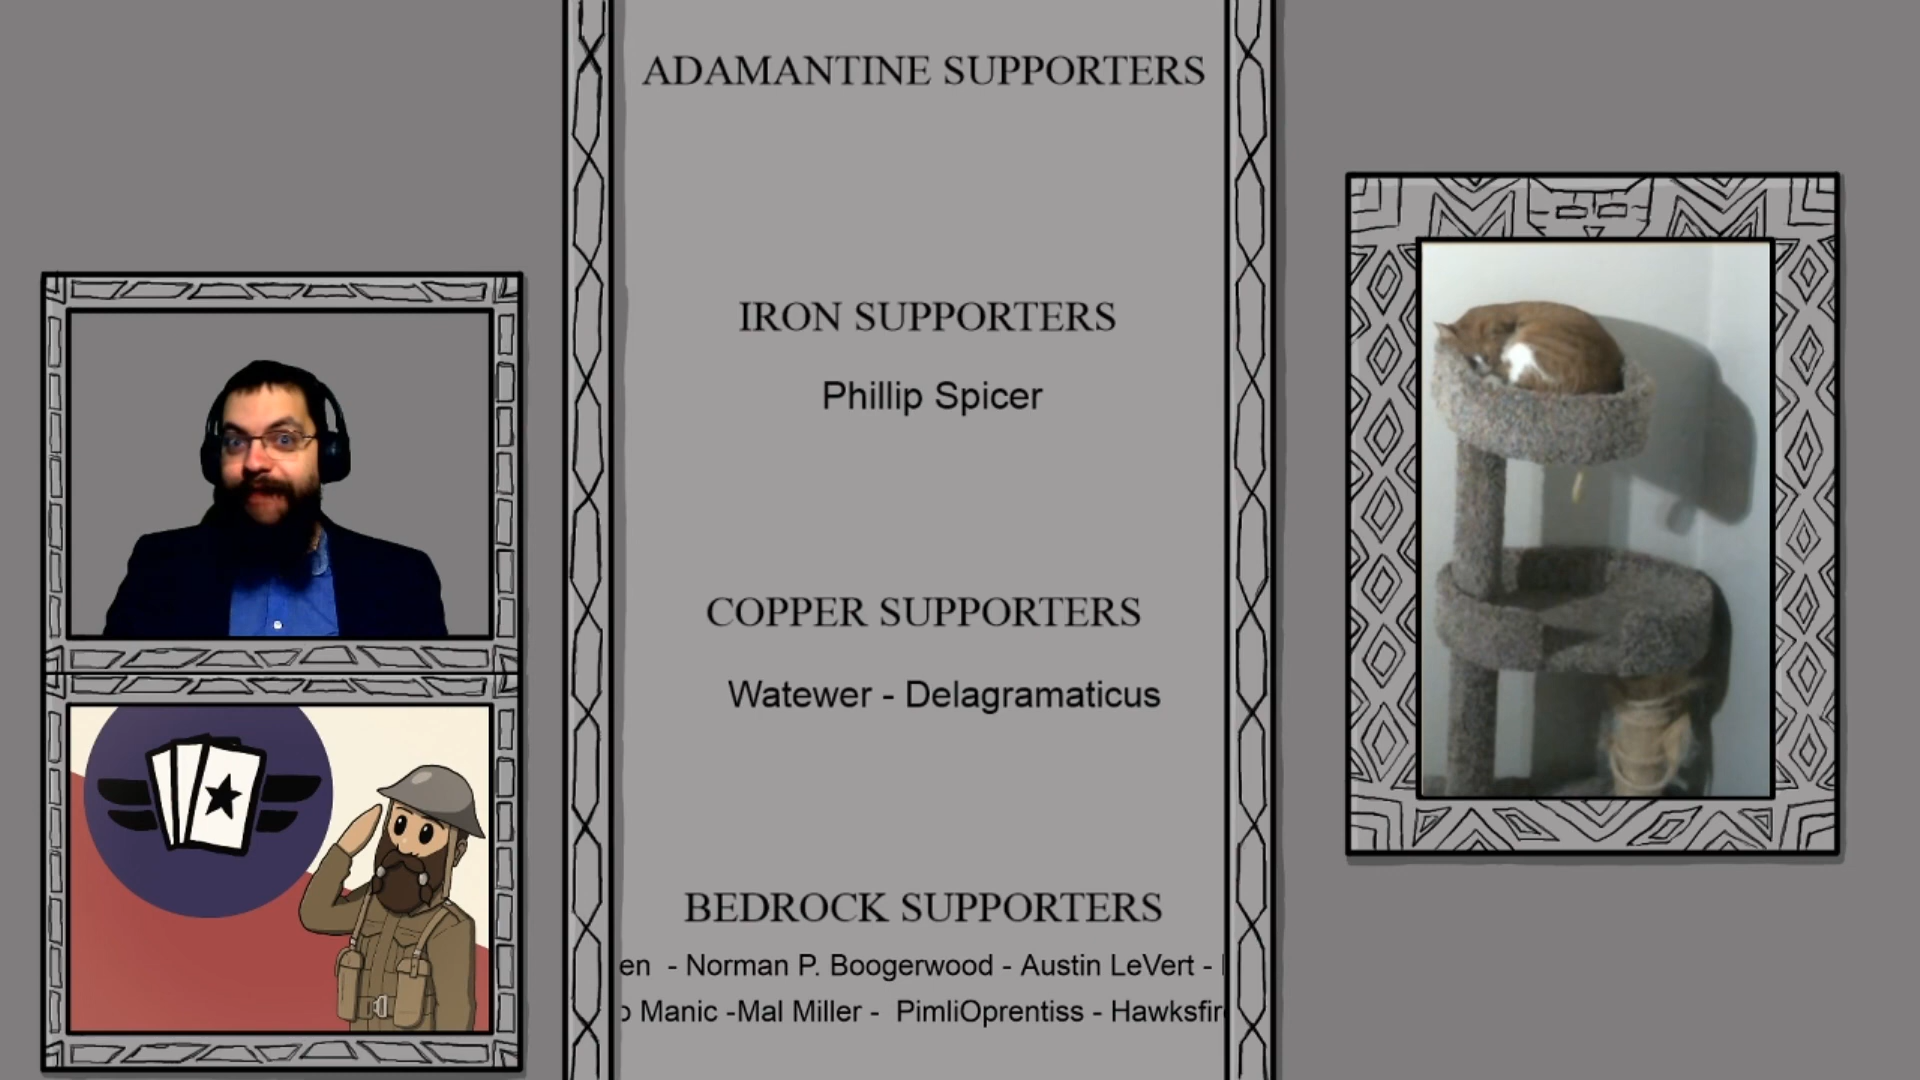 ADAMANTINE SUPPORTERS
IRON SUPPORTERS
Phillip Spicer
COPPER SUPPORTERS
Watewer - Delagramaticus
BEDROCK SUPPORTERS
- Norman P. Boogerwood - Austin LeVert -
Manic -Mal Miller - PimliOprentiss -